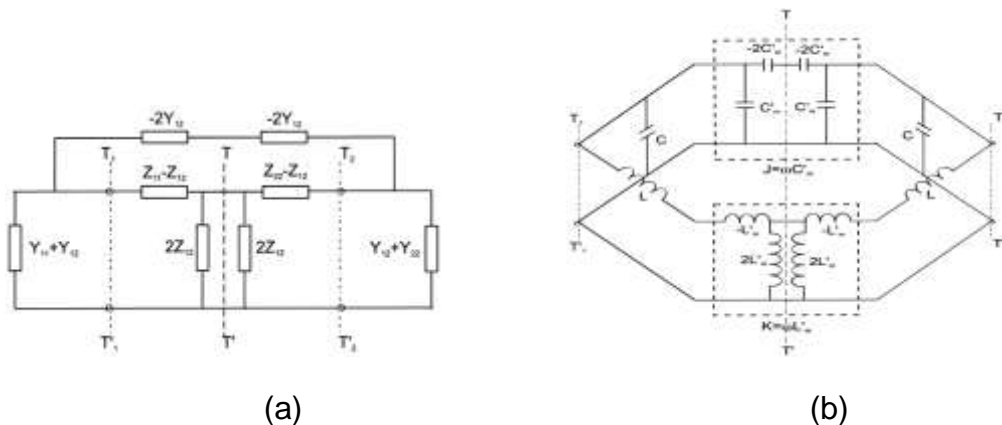 -2Y₁₂ -2Y₁₂
T₁ T T₂
Z₁₁-Z₁₂ Z₂₂-Z₁₂
Y₁₁+Y₁₂ 2Z₁₂ 2Z₁₂ Y₁₂+Y₂₂
T'₁ T' T'₂
(a)
T
-2C'ₘ -2C'ₘ
C'ₘ C'ₘ
T₁ C C T
J=ωC'ₘ
L L
-L'ₘ -L'ₘ
T'₁ 2L'ₘ 2L'ₘ T
K=ωL'ₘ
T'
(b)